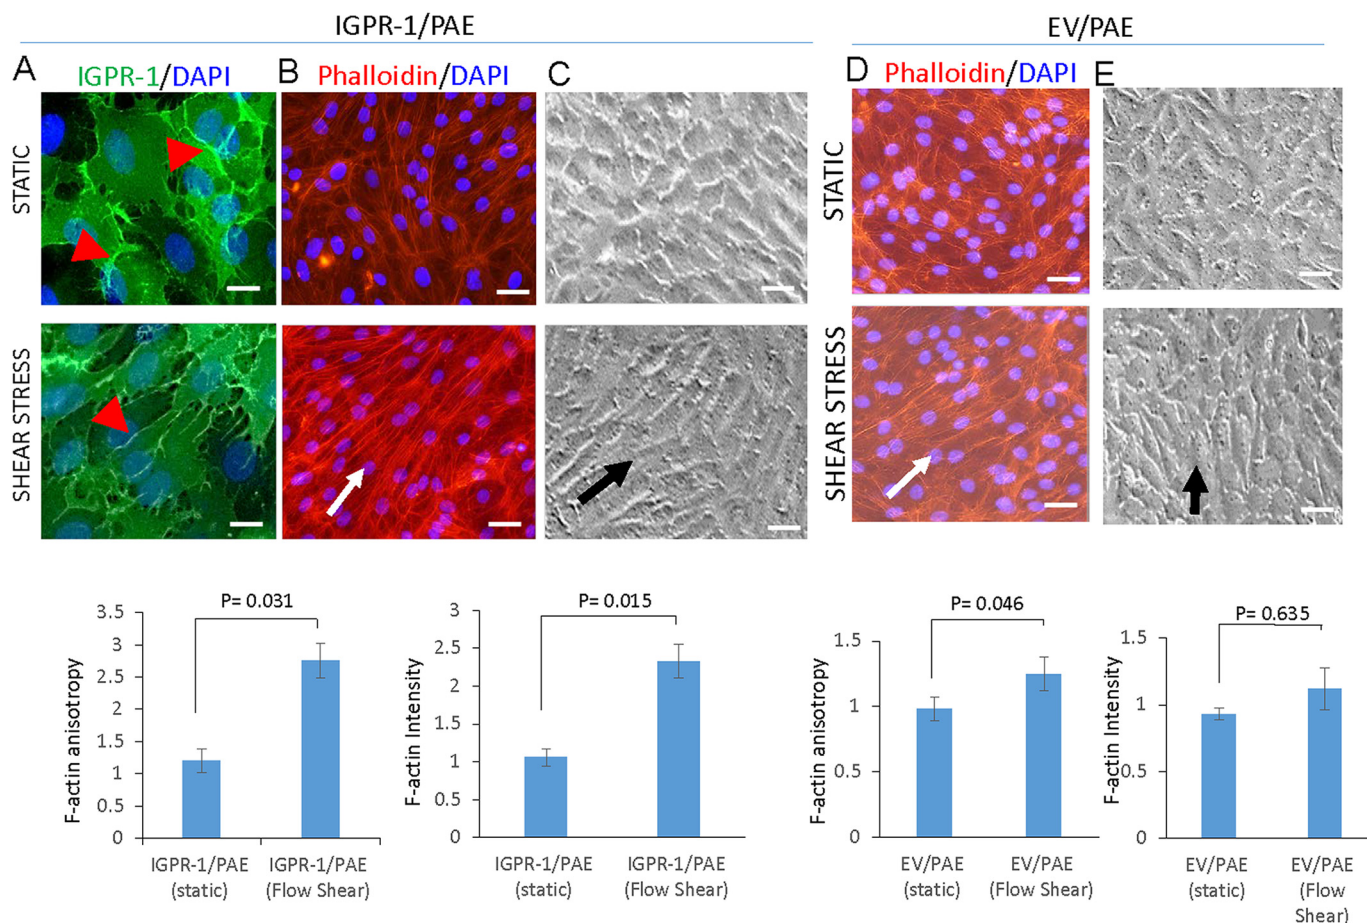 IGPR-1/PAE
EV/PAE
A
IGPR-1/DAPI
B
Phalloidin/DAPI
C
D
Phalloidin/DAPI
E
STATIC
STATIC
SHEAR STRESS
SHEAR STRESS
P= 0.031
F-actin anisotropy
3.5
3
2.5
2
1.5
1
0.5
0
IGPR-1/PAE
(static)
IGPR-1/PAE
(Flow Shear)
P= 0.015
F-actin Intensity
3
2.5
2
1.5
1
0.5
0
IGPR-1/PAE
(static)
IGPR-1/PAE
(Flow Shear)
P= 0.046
F-actin anisotropy
1.5
1
0.5
0
EV/PAE
(static)
EV/PAE
(Flow Shear)
P= 0.635
F-actin Intensity
1.5
1
0.5
0
EV/PAE
(static)
EV/PAE
(Flow
Shear)